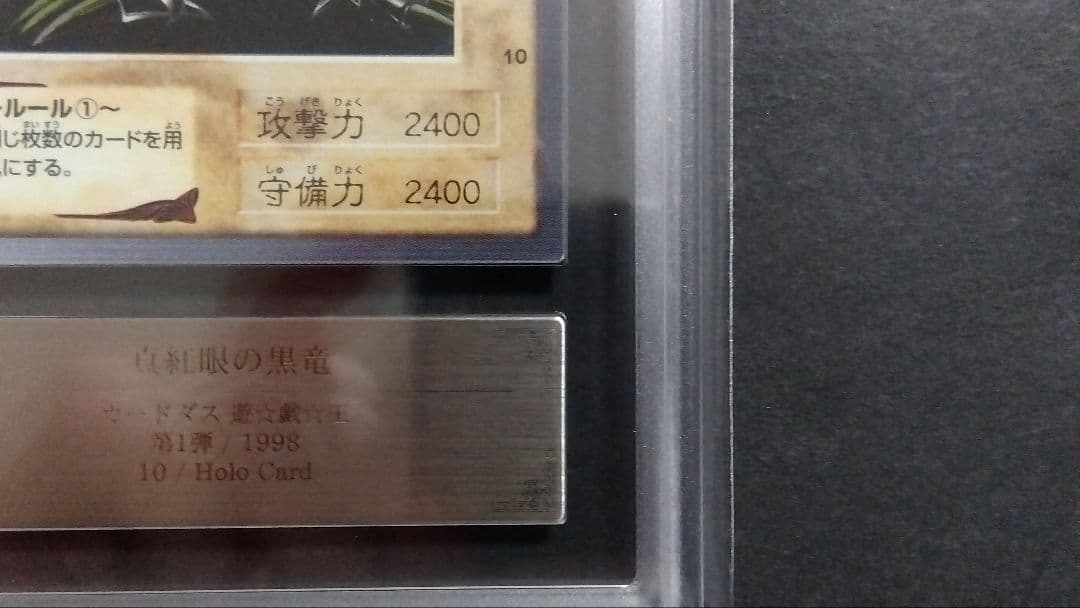 10
ルール①〜
じ枚数のカードを用
にする。
こう げき りょく
攻撃力 2400
しゅ び りょく
守備力 2400
真紅眼の黒竜
カードダス 遊☆戯☆王
第1弾 / 1998
10 / Holo Card